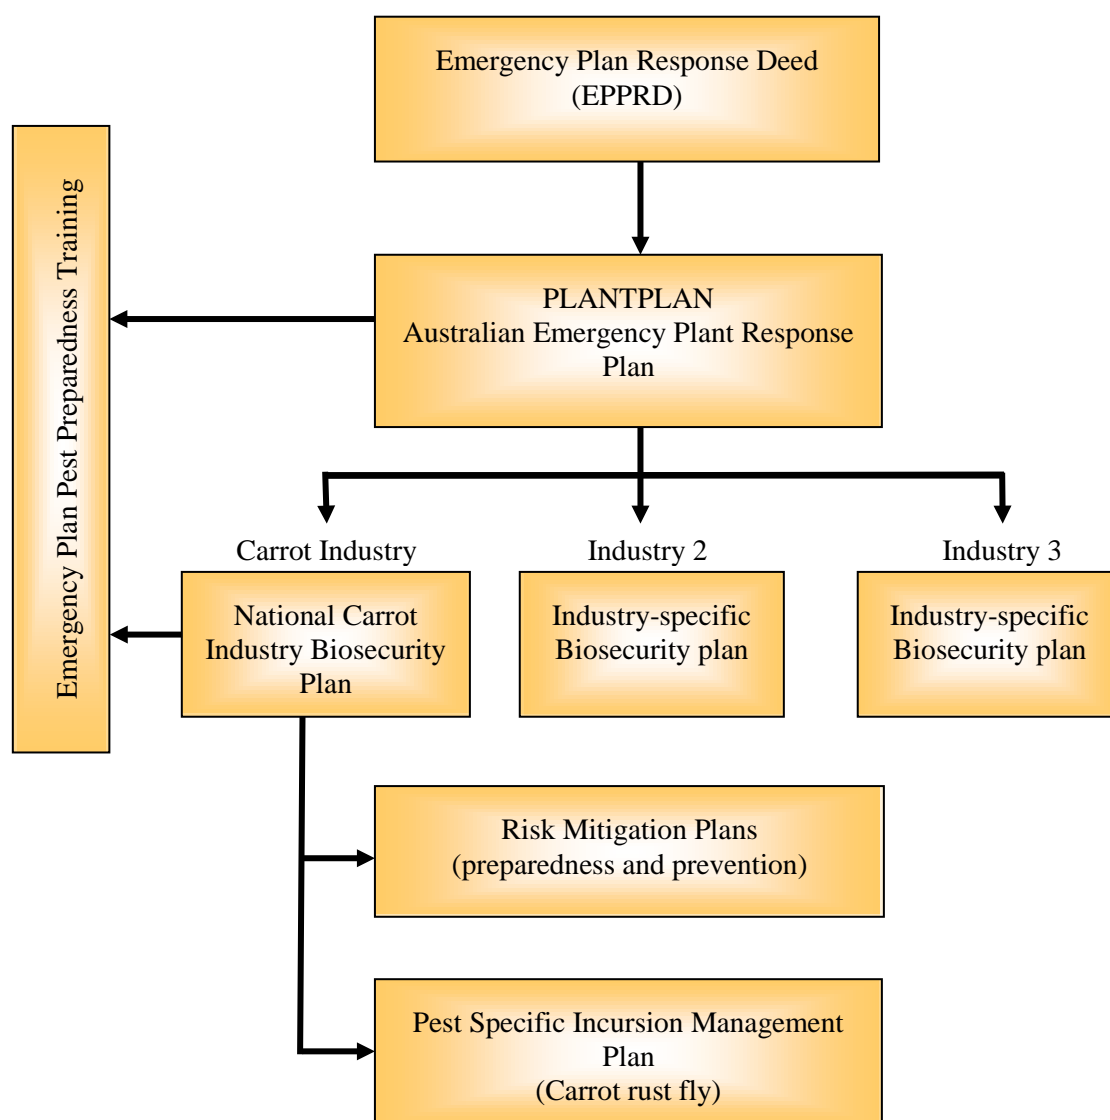 Emergency Plan Response Deed
(EPPRD)
Emergency Plan Pest Preparedness Training
PLANTPLAN
Australian Emergency Plant Response
Plan
Carrot Industry
Industry 2
Industry 3
National Carrot
Industry Biosecurity
Plan
Industry-specific
Biosecurity plan
Industry-specific
Biosecurity plan
Risk Mitigation Plans
(preparedness and prevention)
Pest Specific Incursion Management
Plan
(Carrot rust fly)